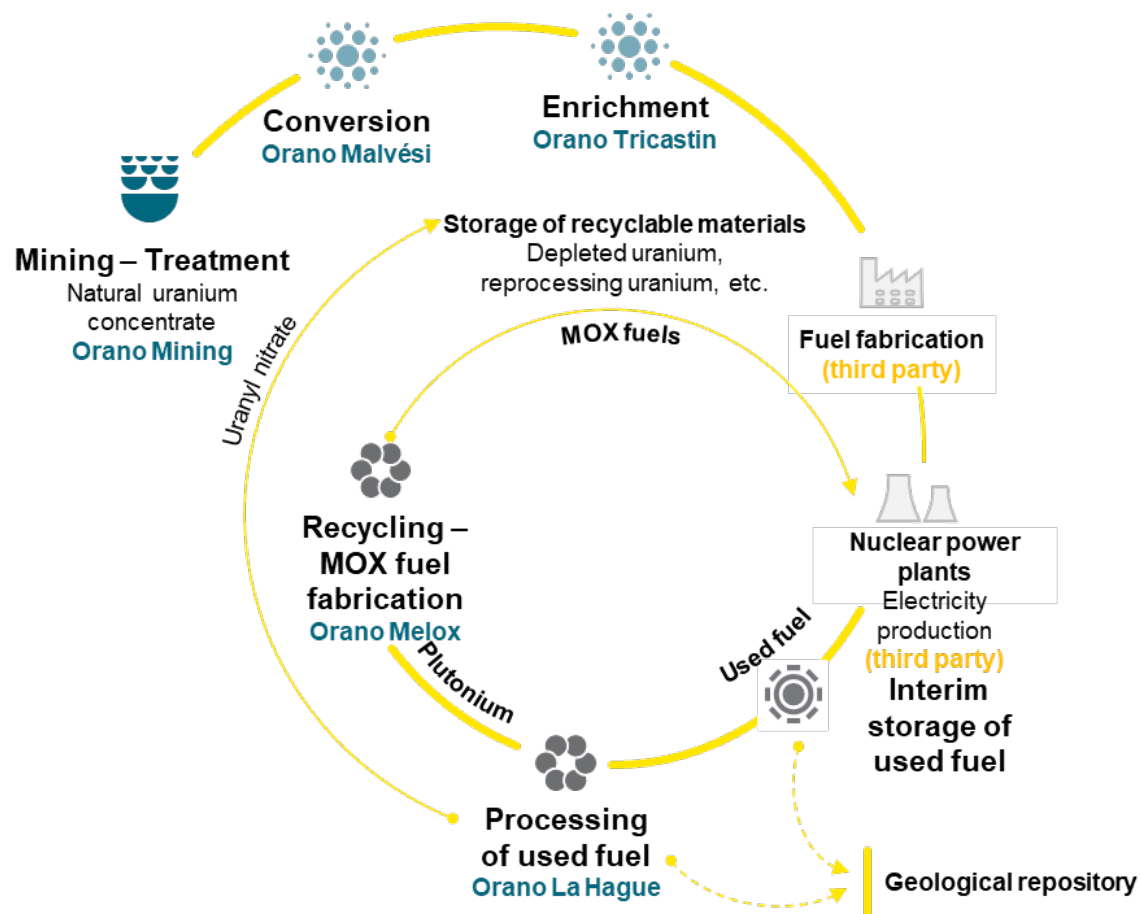 Conversion
Orano Malvési
Enrichment
Orano Tricastin
Mining – Treatment
Natural uranium
concentrate
Orano Mining
Storage of recyclable materials
Depleted uranium,
reprocessing uranium, etc.
MOX fuels
Uranyl nitrate
Fuel fabrication
(third party)
Recycling –
MOX fuel
fabrication
Orano Melox
Nuclear power
plants
Electricity
production
(third party)
Used fuel
Interim
storage of
used fuel
Plutonium
Processing
of used fuel
Orano La Hague
Geological repository